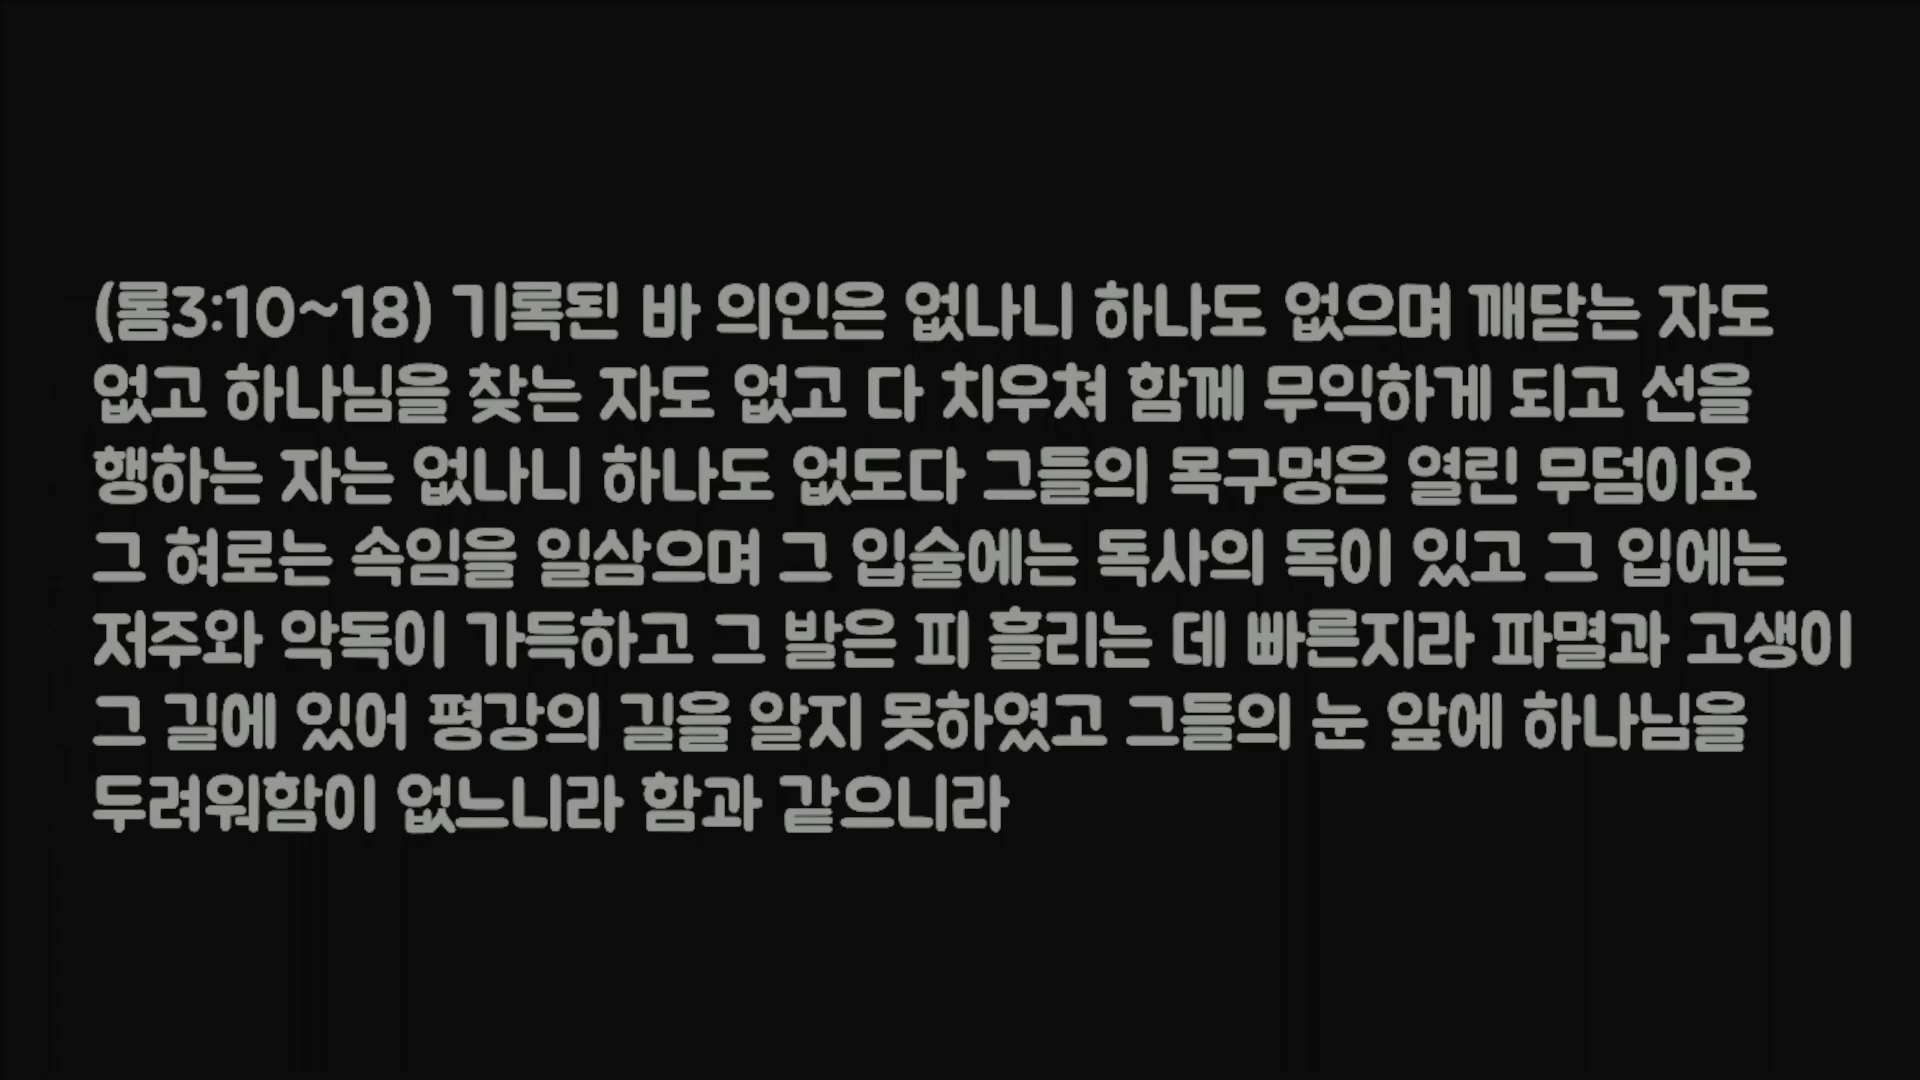 (롬3:10~18) 기록된 바 의인은 없나니 하나도 없으며 깨닫는 자도
없고 하나님을 찾는 자도 없고 다 치우쳐 함께 무익하게 되고 선을
행하는 자는 없나니 하나도 없도다 그들의 목구멍은 열린 무덤이요
그 혀로는 속임을 일삼으며 그 입술에는 독사의 독이 있고 그 입에는
저주와 악독이 가득하고 그 발은 피 흘리는 데 빠른지라 파멸과 고생이
그 길에 있어 평강의 길을 알지 못하였고 그들의 눈 앞에 하나님을
두려워함이 없느니라 함과 같으니라